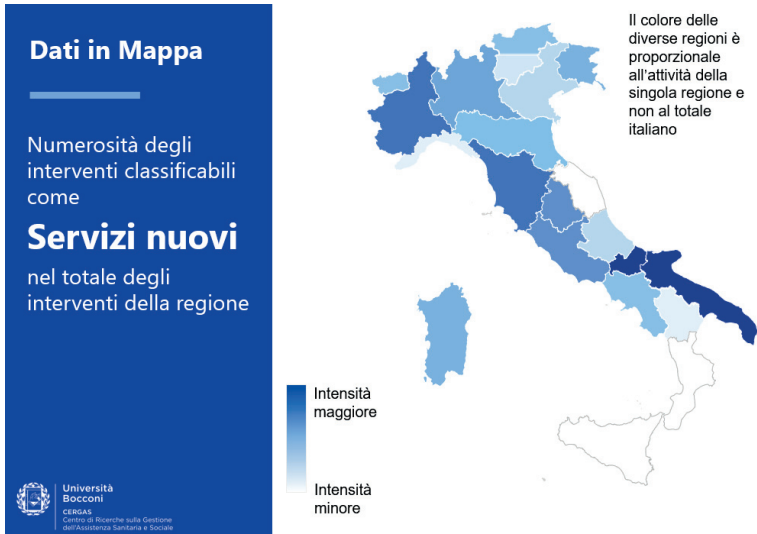 Dati in Mappa
Numerosità degli
interventi classificabili
come
Servizi nuovi
nel totale degli
interventi della regione
Università
Bocconi
CERGAS
Centro di Ricerche sulla Gestione
dell'Assistenza Sanitaria e Sociale
Il colore delle
diverse regioni è
proporzionale
all'attività della
singola regione e
non al totale
italiano
Intensità
maggiore
Intensità
minore